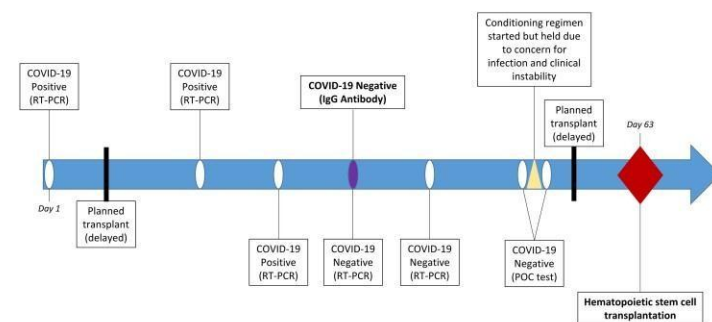 Conditioning regimen
started but held due
to concern for
infection and clinical
instability
COVID-19
Positive
(RT-PCR)
COVID-19
Positive
(RT-PCR)
COVID-19 Negative
(IgG Antibody)
Planned
transplant
(delayed)
Day 63
Day 1
Planned
transplant
(delayed)
COVID-19
Positive
(RT-PCR)
COVID-19
Negative
(RT-PCR)
COVID-19
Negative
(RT-PCR)
COVID-19
Negative
(POC test)
Hematopoietic stem cell
transplantation